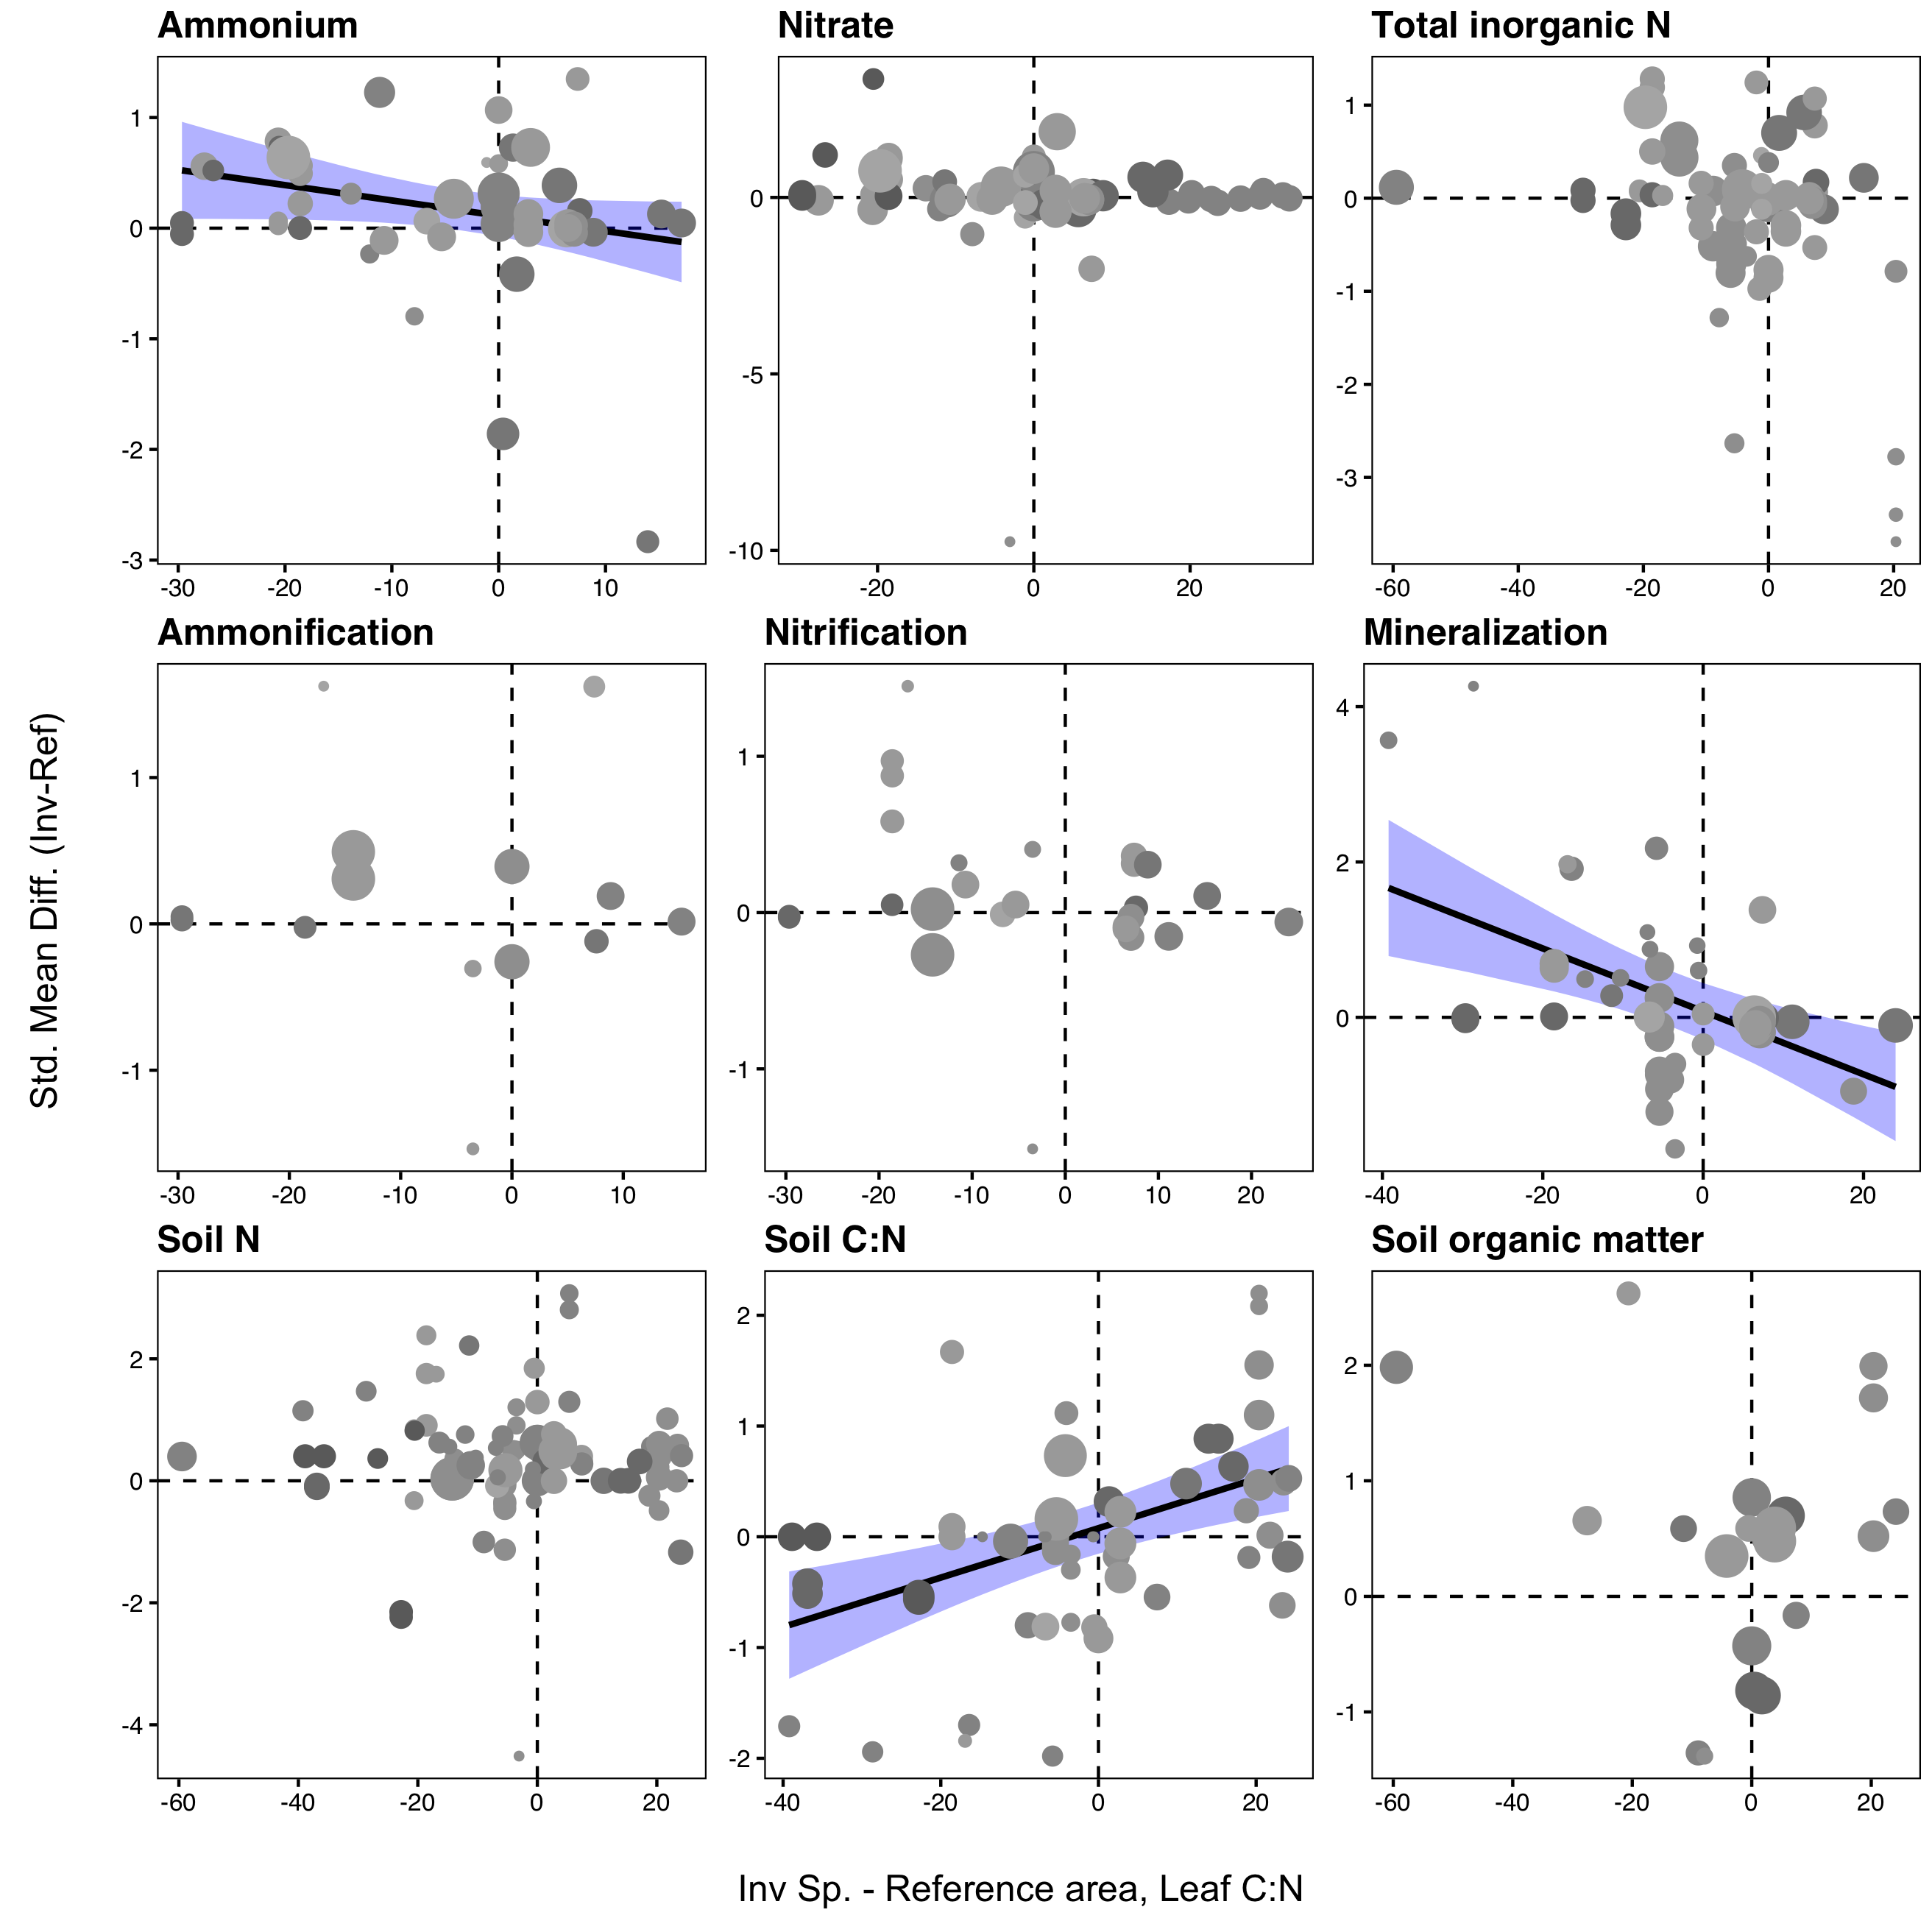 Ammonium Nitrate Total inorganic N
1 1
1
0 0 0
-1 -1
-5
-2 -2
-3
-3 -10
-30 -20 -10 0 10 -20 0 20 -60 -40 -20 0 20
Ammonification Nitrification Mineralization
4
1 1
2
0 0
0
-1 -1
-30 -20 -10 0 10 -30 -20 -10 0 10 20 -40 -20 0 20
Std. Mean Diff. (Inv-Ref)
Soil N Soil C:N Soil organic matter
2 2 2
1 1
0 0 0
-2 -1 -1
-4 -2
-60 -40 -20 0 20 -40 -20 0 20 -60 -40 -20 0 20
Inv Sp. - Reference area, Leaf C:N